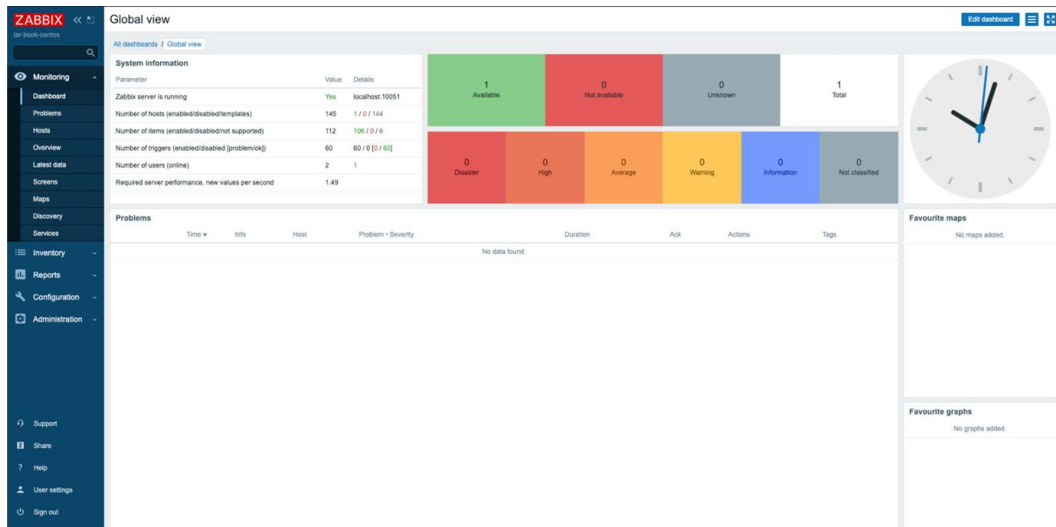 ZABBIX
lar-book-centos
Monitoring
Dashboard
Problems
Hosts
Overview
Latest data
Screens
Maps
Discovery
Services
Inventory
Reports
Configuration
Administration
Support
Share
Help
User settings
Sign out
Global view
Edit dashboard
All dashboards / Global view
System information
Parameter Value Details
Zabbix server is running Yes localhost:10051
Number of hosts (enabled/disabled/templates) 145 1 / 0 / 144
Number of items (enabled/disabled/not supported) 112 106 / 0 / 6
Number of triggers (enabled/disabled [problem/ok]) 60 60 / 0 [0 / 60]
Number of users (online) 2 1
Required server performance, new values per second 1.49
1 0 0 1
Available Not available Unknown Total
0 0 0 0 0 0
Disaster High Average Warning Information Not classified
Problems
Time ▼ Info Host Problem • Severity Duration Ack Actions Tags
No data found.
Favourite maps
No maps added.
Favourite graphs
No graphs added.